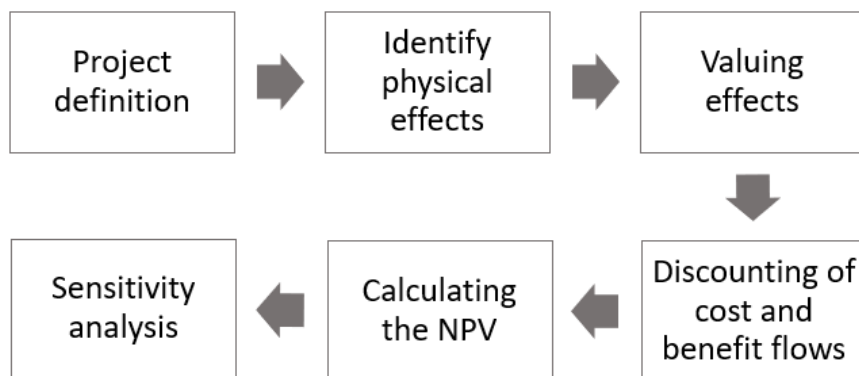 Project
definition
Identify
physical
effects
Valuing
effects
Discounting of
cost and
benefit flows
Calculating
the NPV
Sensitivity
analysis